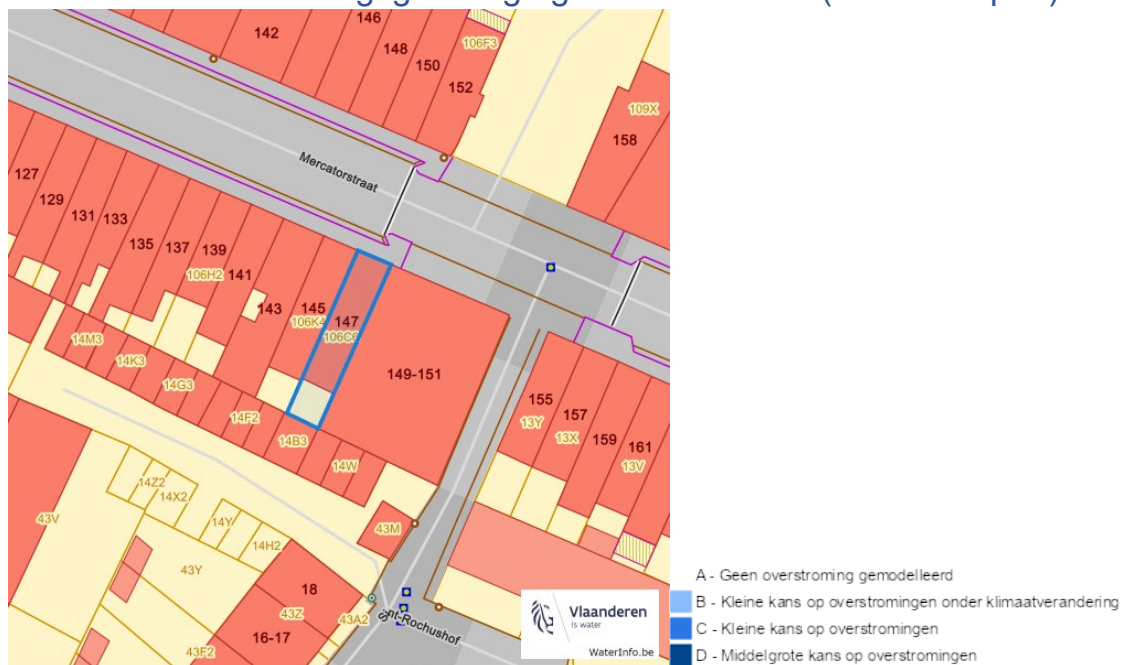 142
146
148
150
152
106F3
109X
158
Mercatorstraat
127
129
131
133
135
137
139
106H2
141
143
145
106K4
147
106C6
149-151
14M3
14K3
14G3
14F2
14B3
14W
155
13Y
157
13X
159
161
13V
43V
14Z2
14X2
14Y
14H2
43M
43Y
18
43Z
16-17
43A2
43F2
nt-Rochushof
Vlaanderen
is water
WaterInfo.be
A - Geen overstroming gemodelleerd
B - Kleine kans op overstromingen onder klimaatverandering
C - Kleine kans op overstromingen
D - Middelgrote kans op overstromingen